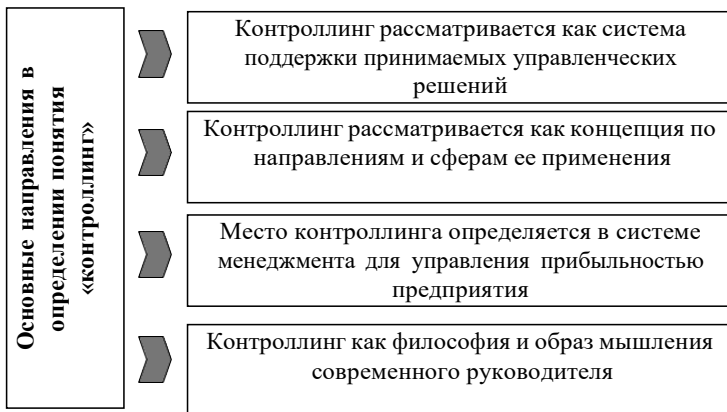 Основные направления в
определении понятия
«контроллинг»
Контроллинг рассматривается как система
поддержки принимаемых управленческих
решений
Контроллинг рассматривается как концепция по
направлениям и сферам ее применения
Место контроллинга определяется в системе
менеджмента для управления прибыльностью
предприятия
Контроллинг как философия и образ мышления
современного руководителя